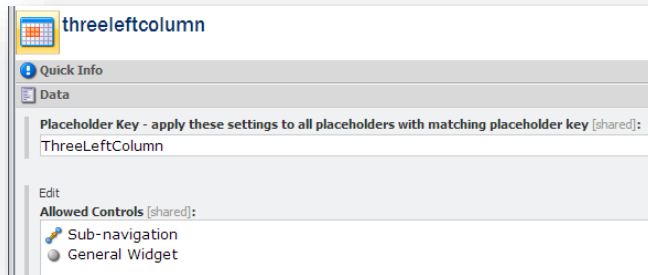 threeleftcolumn
Quick Info
Data
Placeholder Key - apply these settings to all placeholders with matching placeholder key [shared]:
ThreeLeftColumn
Edit
Allowed Controls [shared]:
Sub-navigation
General Widget